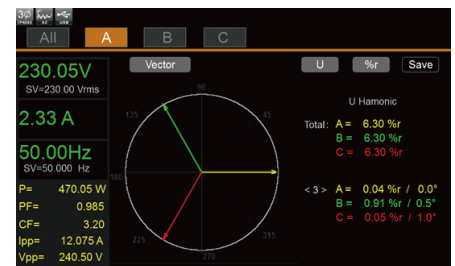 3Ø
1PHASE AC USB
All A B C
230.05V
SV=230.00 Vrms
2.33 A
50.00Hz
SV=50.000 Hz
P= 470.05 W
PF= 0.985
CF= 3.20
Ipp= 12.075 A
Vpp= 240.50 V
Vector
90
135 45
180
225 315
270
U %r Save
U Hamonic
Total: A = 6.30 %r
B = 6.30 %r
C = 6.30 %r
< 3 > A = 0.04 %r / 0.0°
B = 0.91 %r / 0.5°
C = 0.05 %r / 1.0°